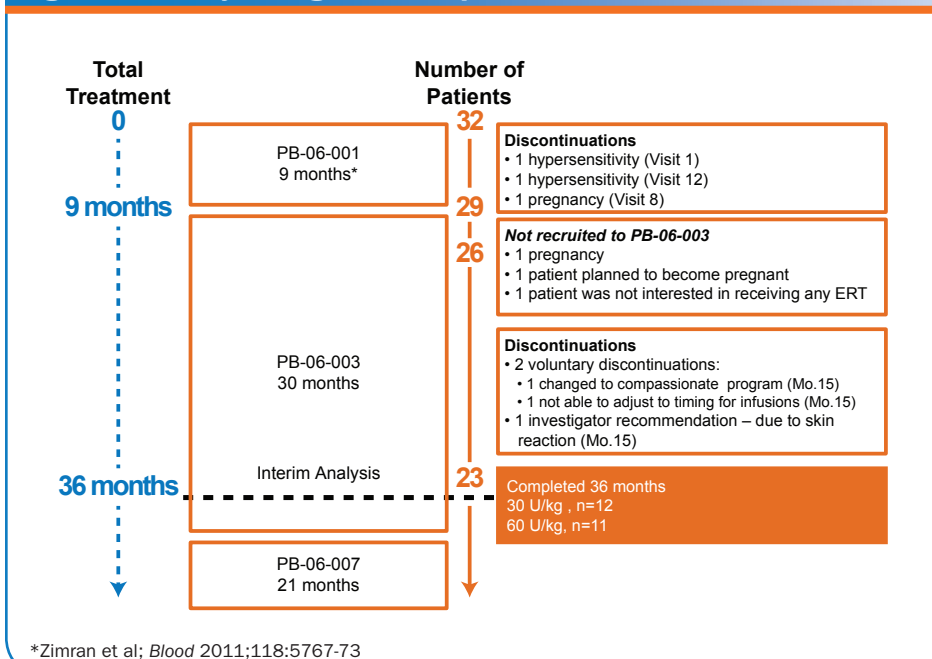 Total
Treatment
Number of
Patients
0
32
PB-06-001
9 months*
Discontinuations
• 1 hypersensitivity (Visit 1)
• 1 hypersensitivity (Visit 12)
• 1 pregnancy (Visit 8)
9 months
29
26
Not recruited to PB-06-003
• 1 pregnancy
• 1 patient planned to become pregnant
• 1 patient was not interested in receiving any ERT
PB-06-003
30 months
Discontinuations
• 2 voluntary discontinuations:
• 1 changed to compassionate program (Mo.15)
• 1 not able to adjust to timing for infusions (Mo.15)
• 1 investigator recommendation – due to skin
reaction (Mo.15)
Interim Analysis
36 months
23
Completed 36 months
30 U/kg , n=12
60 U/kg, n=11
PB-06-007
21 months
*Zimran et al; Blood 2011;118:5767-73